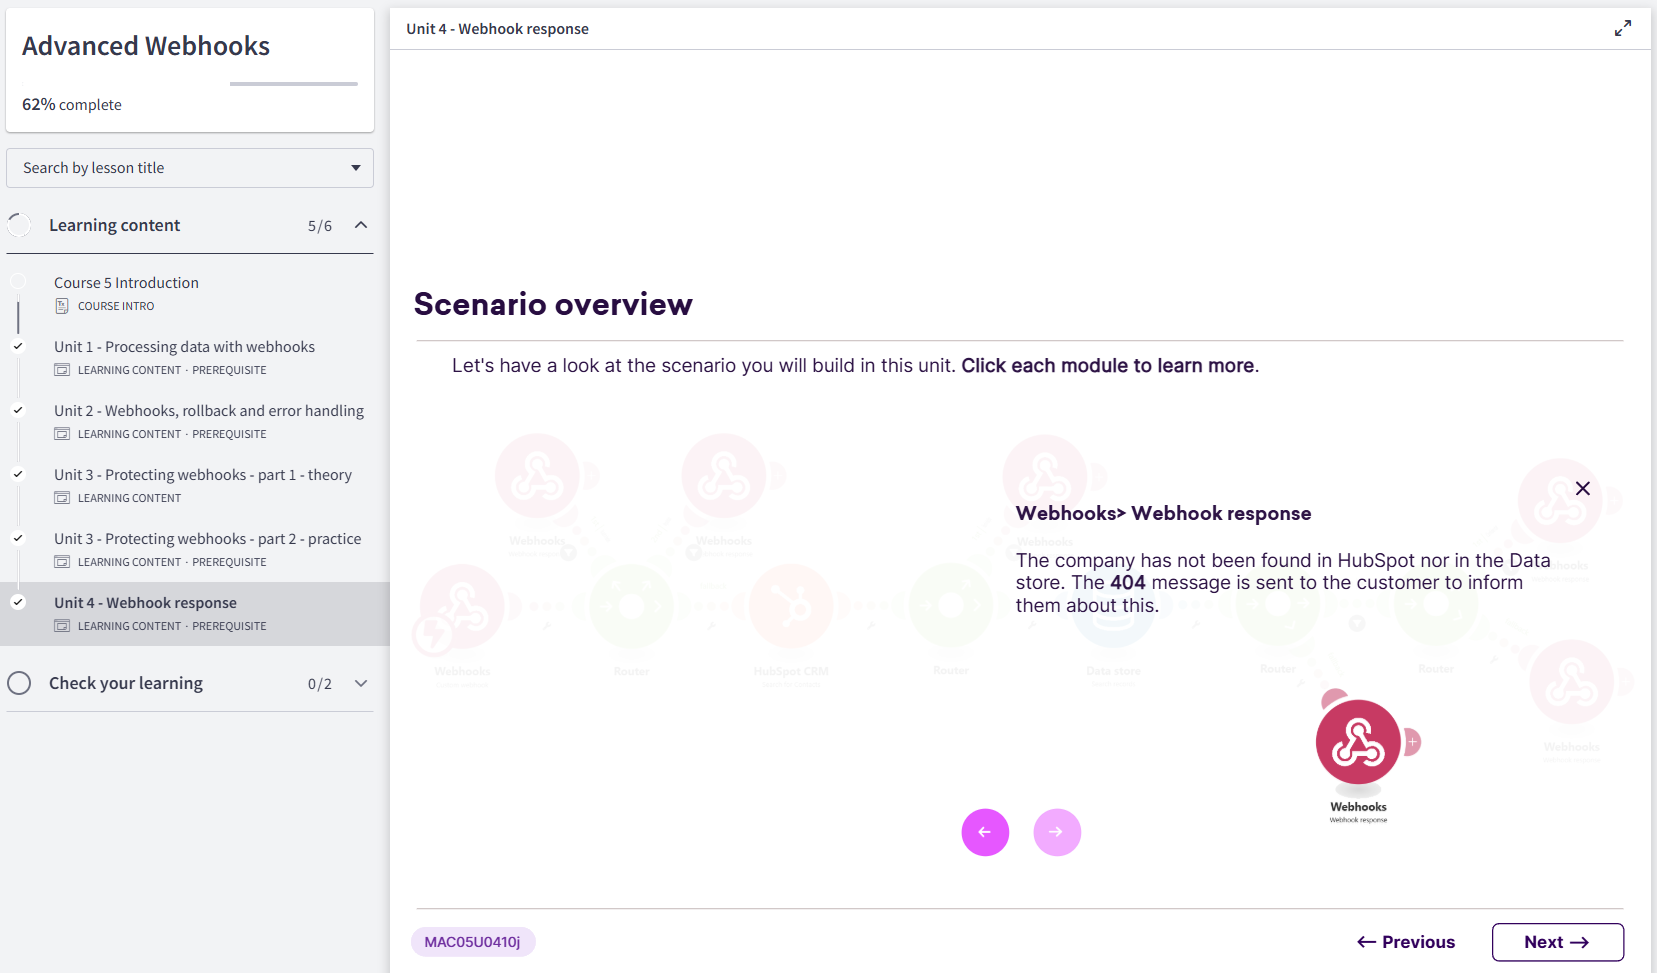 Advanced Webhooks
62% complete
Search by lesson title
Learning content 5/6
Course 5 Introduction
COURSE INTRO
Unit 1 - Processing data with webhooks
LEARNING CONTENT · PREREQUISITE
Unit 2 - Webhooks, rollback and error handling
LEARNING CONTENT · PREREQUISITE
Unit 3 - Protecting webhooks - part 1 - theory
LEARNING CONTENT
Unit 3 - Protecting webhooks - part 2 - practice
LEARNING CONTENT · PREREQUISITE
Unit 4 - Webhook response
LEARNING CONTENT · PREREQUISITE
Check your learning 0/2
Unit 4 - Webhook response
Scenario overview
Let's have a look at the scenario you will build in this unit. Click each module to learn more.
Webhooks
Webhooks
Webhooks
Webhooks> Webhook response
The company has not been found in HubSpot nor in the Data
store. The 404 message is sent to the customer to inform
them about this.
Webhooks
Router
HubSpot CRM
Router
Data store
Router
Router
Webhooks
Webhooks
Webhook response
MAC05U0410j
← Previous
Next →